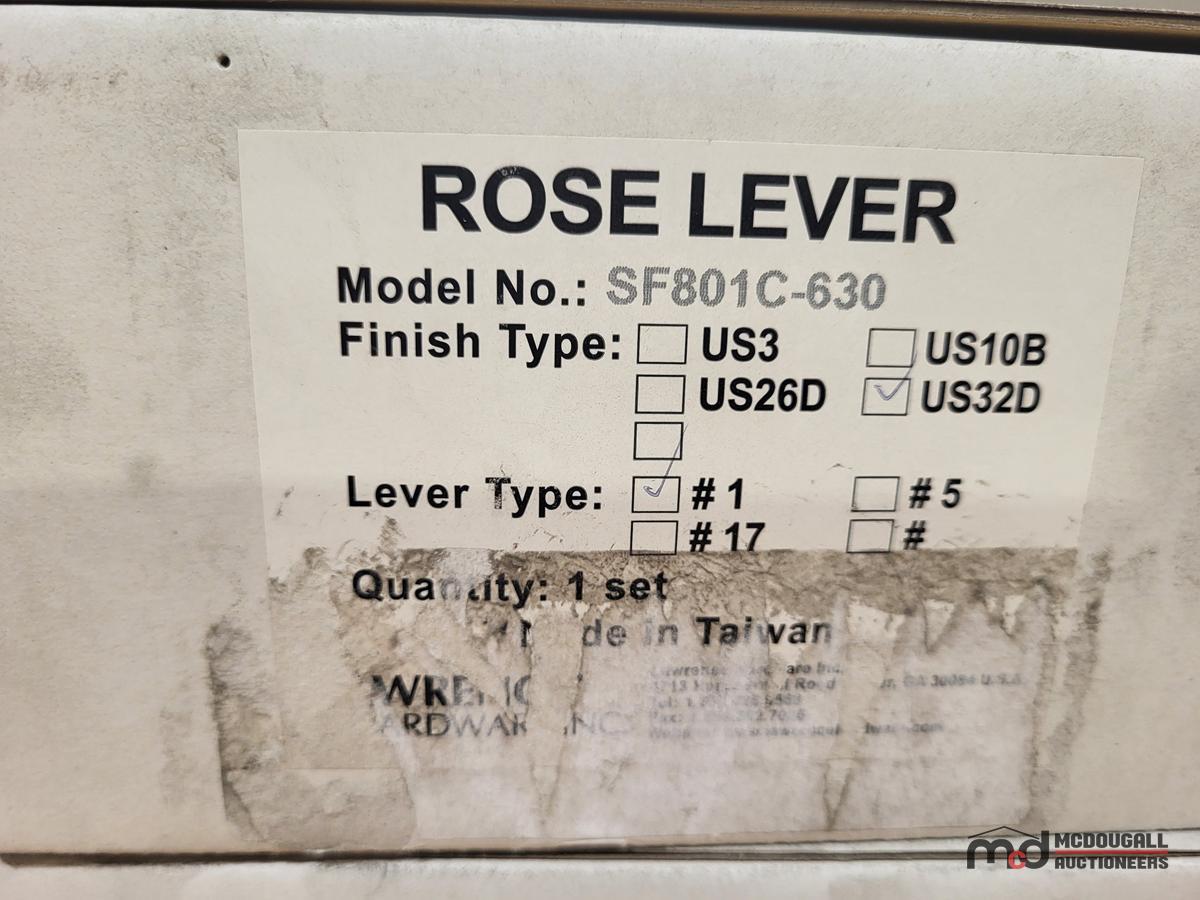 ROSE LEVER
Model No.: SF801C-630
Finish Type: US3 US10B
US26D US32D
Lever Type: # 1 # 5
# 17 #
Quantity: 1 set
Made in Taiwan
mcd MCDOUGALL
AUCTIONEERS